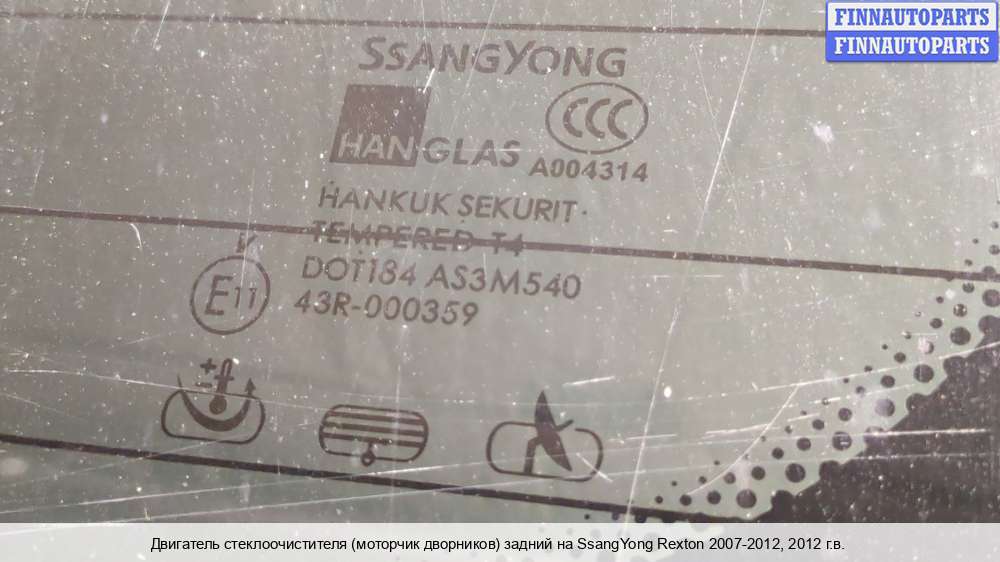 FINNAUTOPARTS
FINNAUTOPARTS
SSANGYONG
HANGLAS
CCC
A004314
HANKUK SEKURIT
TEMPERED T4
DOT184 AS3M540
E11
43R-000359
Двигатель стеклоочистителя (моторчик дворников) задний на SsangYong Rexton 2007-2012, 2012 г.в.